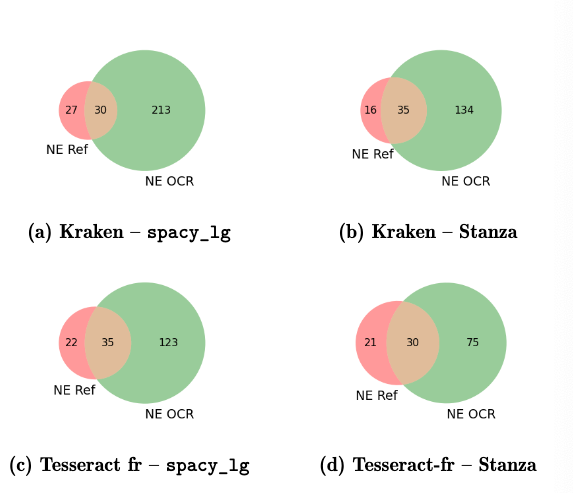 27 30 213
NE Ref
NE OCR
(a) Kraken – spacy_lg
16 35 134
NE Ref
NE OCR
(b) Kraken – Stanza
22 35 123
NE Ref
NE OCR
(c) Tesseract fr – spacy_lg
21 30 75
NE Ref
NE OCR
(d) Tesseract-fr – Stanza